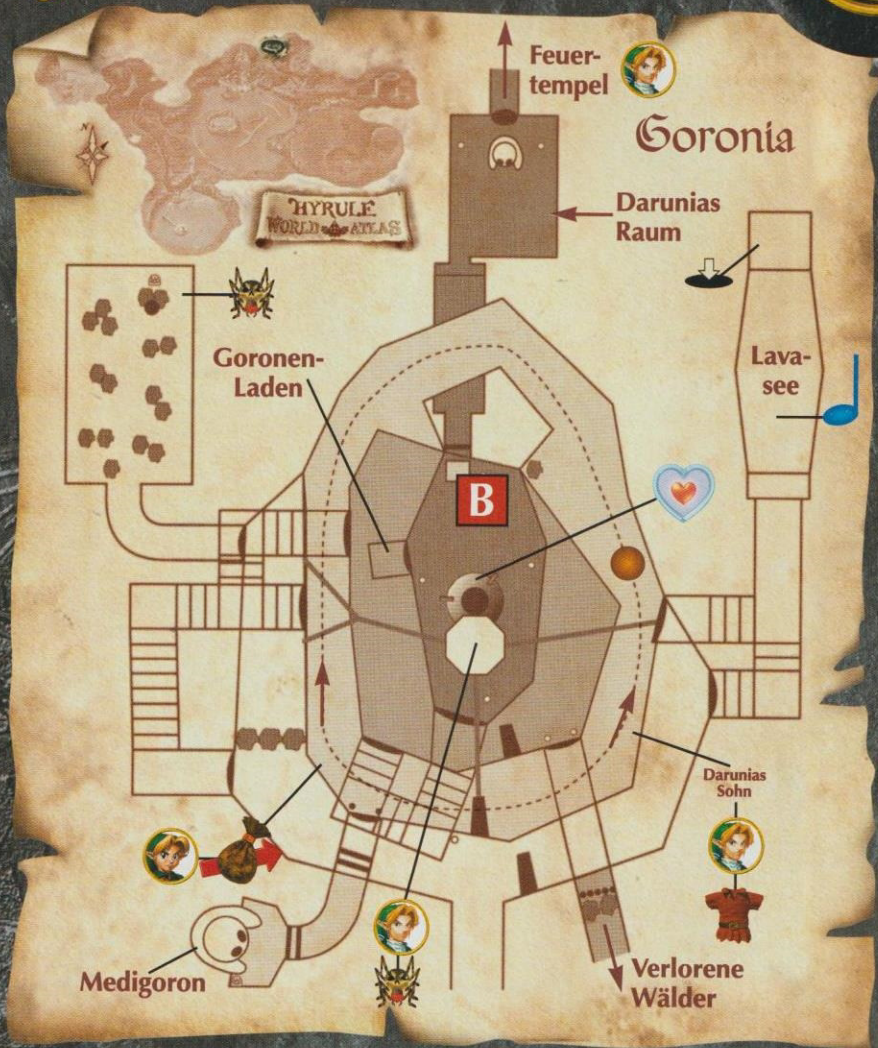 Feuer-
tempel
Goronia
N
HYRULE
WORLD ATLAS
Darunias
Raum
Goronen-
Laden
Lava-
see
B
Darunias
Sohn
Medigoron
Verlorene
Wälder